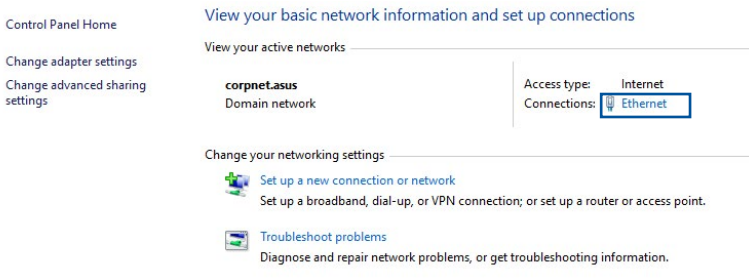 View your basic network information and set up connections
Control Panel Home
View your active networks
Change adapter settings
Change advanced sharing
settings
corpnet.asus
Domain network
Access type: Internet
Connections: Ethernet
Change your networking settings
Set up a new connection or network
Set up a broadband, dial-up, or VPN connection; or set up a router or access point.
Troubleshoot problems
Diagnose and repair network problems, or get troubleshooting information.